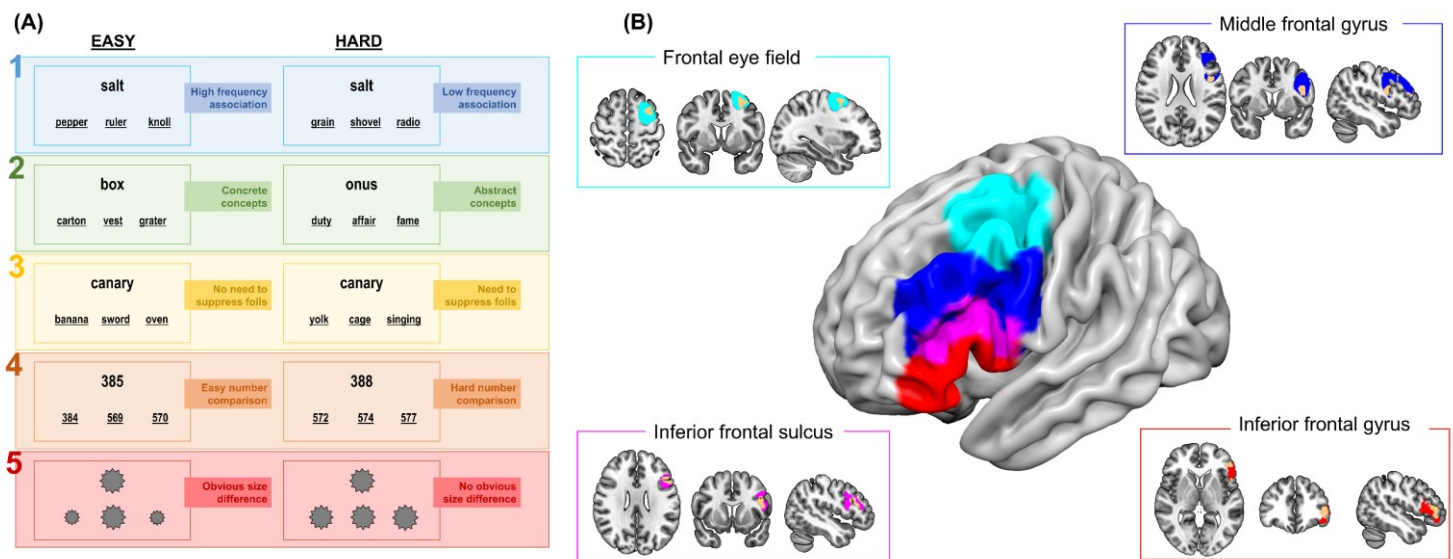 (A)
EASY
HARD
1
salt
High frequency
association
pepper ruler knoll
salt
Low frequency
association
grain shovel radio
2
box
Concrete
concepts
carton vest grater
onus
Abstract
concepts
duty affair fame
3
canary
No need to
suppress foils
banana sword oven
canary
Need to
suppress foils
yolk cage singing
4
385
Easy number
comparison
384 569 570
388
Hard number
comparison
572 574 577
5
Obvious size
difference
No obvious
size difference
(B)
Frontal eye field
Middle frontal gyrus
Inferior frontal sulcus
Inferior frontal gyrus